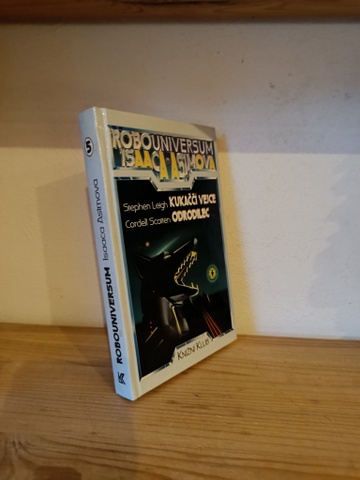 ROBOUNIVERSUM
ISAACA ASIMOVA
Stephen Leigh KUKAČČÍ VEJCE
Cordell Scotten ODRODILEC
KNIŽNÍ KLUB
ROBOUNIVERSUM Isaaca Asimova 5